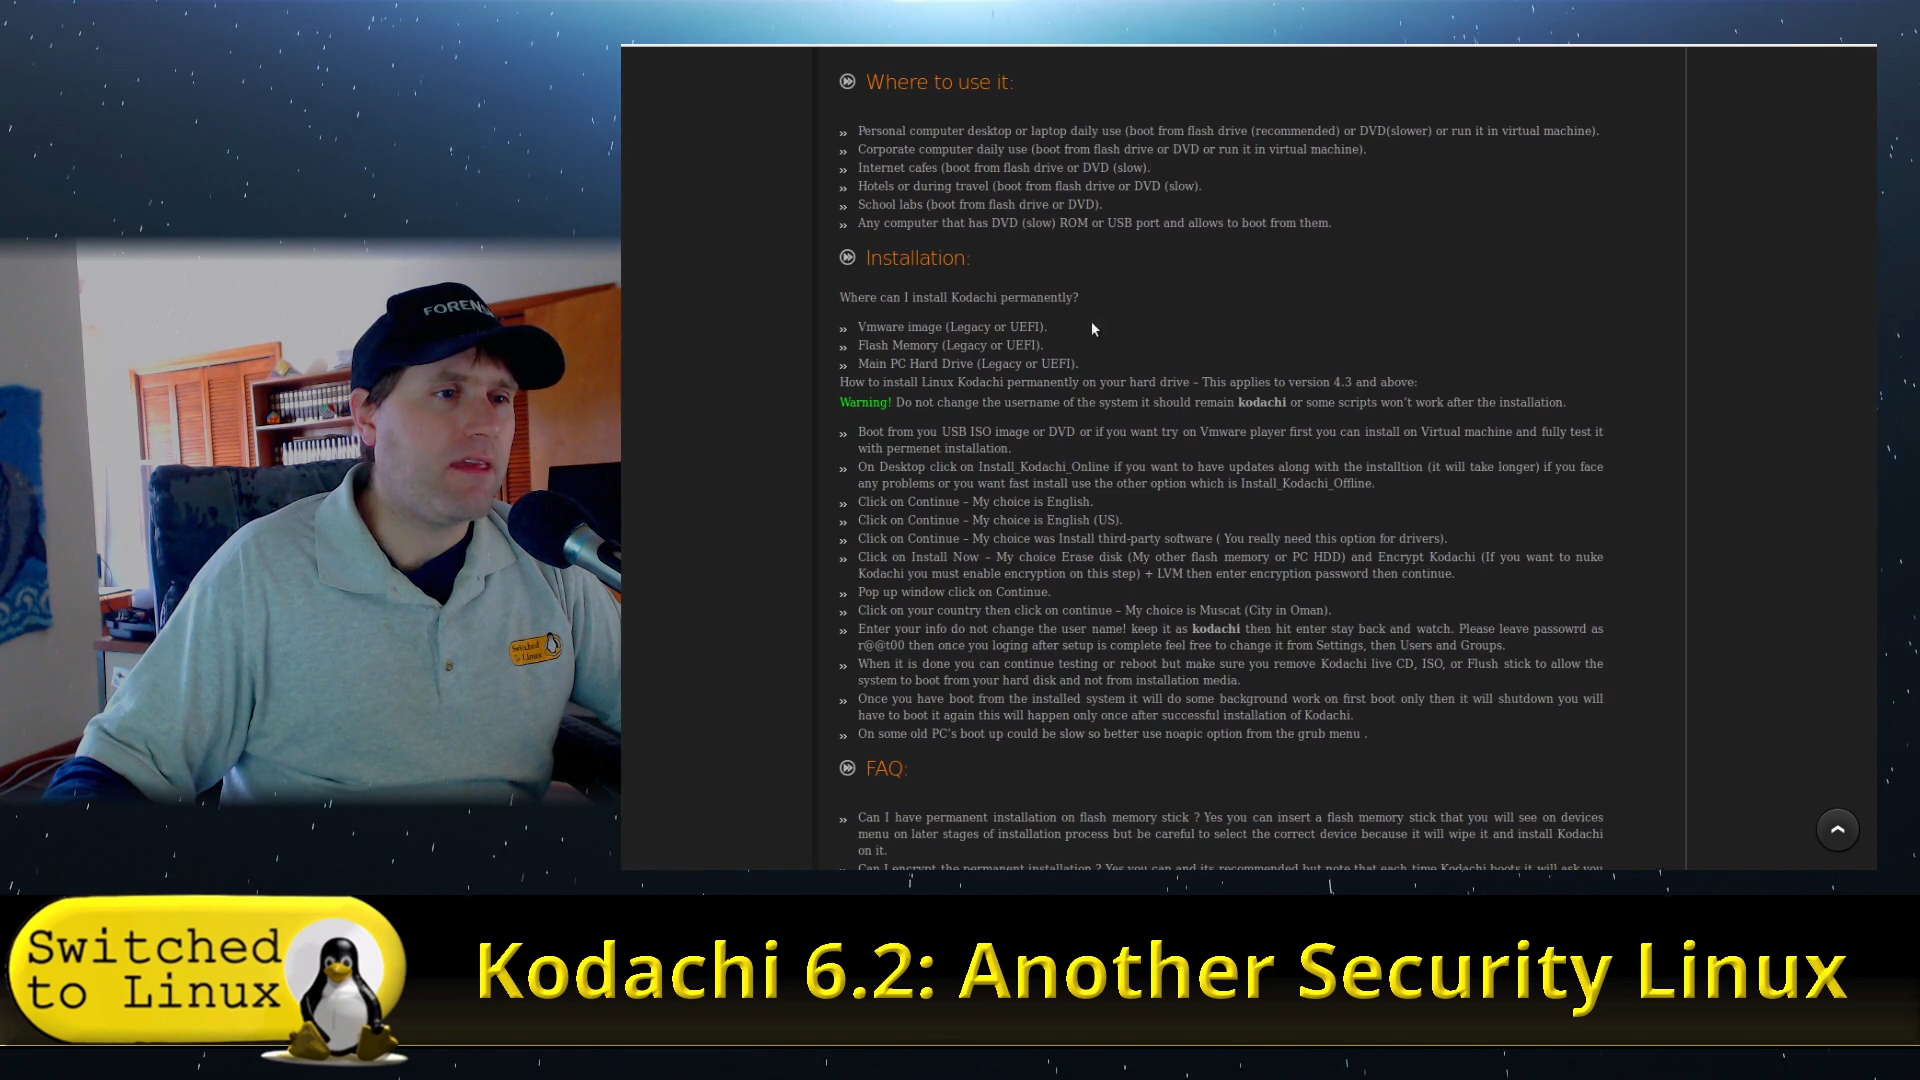 Where to use it:
» Personal computer desktop or laptop daily use (boot from flash drive (recommended) or DVD(slower) or run it in virtual machine).
» Corporate computer daily use (boot from flash drive or DVD or run it in virtual machine).
» Internet cafes (boot from flash drive or DVD (slow).
» Hotels or during travel (boot from flash drive or DVD (slow).
» School labs (boot from flash drive or DVD).
» Any computer that has DVD (slow) ROM or USB port and allows to boot from them.
Installation:
Where can I install Kodachi permanently?
» Vmware image (Legacy or UEFI).
» Flash Memory (Legacy or UEFI).
» Main PC Hard Drive (Legacy or UEFI).
How to install Linux Kodachi permanently on your hard drive – This applies to version 4.3 and above:
Warning! Do not change the username of the system it should remain kodachi or some scripts won’t work after the installation.
» Boot from you USB ISO image or DVD or if you want try on Vmware player first you can install on Virtual machine and fully test it
with permenet installation.
» On Desktop click on Install_Kodachi_Online if you want to have updates along with the installtion (it will take longer) if you face
any problems or you want fast install use the other option which is Install_Kodachi_Offline.
» Click on Continue – My choice is English.
» Click on Continue – My choice is English (US).
» Click on Continue – My choice was Install third-party software ( You really need this option for drivers).
» Click on Install Now – My choice Erase disk (My other flash memory or PC HDD) and Encrypt Kodachi (If you want to nuke
Kodachi you must enable encryption on this step) + LVM then enter encryption password then continue.
» Pop up window click on Continue.
» Click on your country then click on continue – My choice is Muscat (City in Oman).
» Enter your info do not change the user name! keep it as kodachi then hit enter stay back and watch. Please leave passowrd as
r@@t00 then once you loging after setup is complete feel free to change it from Settings, then Users and Groups.
» When it is done you can continue testing or reboot but make sure you remove Kodachi live CD, ISO, or Flush stick to allow the
system to boot from your hard disk and not from installation media.
» Once you have boot from the installed system it will do some background work on first boot only then it will shutdown you will
have to boot it again this will happen only once after successful installation of Kodachi.
» On some old PC’s boot up could be slow so better use noapic option from the grub menu .
FAQ:
» Can I have permanent installation on flash memory stick ? Yes you can insert a flash memory stick that you will see on devices
menu on later stages of installation process but be careful to select the correct device because it will wipe it and install Kodachi
on it.
» Can I encrypt the permanent installation ? Yes you can and its recommended but note that each time Kodachi boots it will ask you
Switched
to Linux
Switched
to Linux
Kodachi 6.2: Another Security Linux